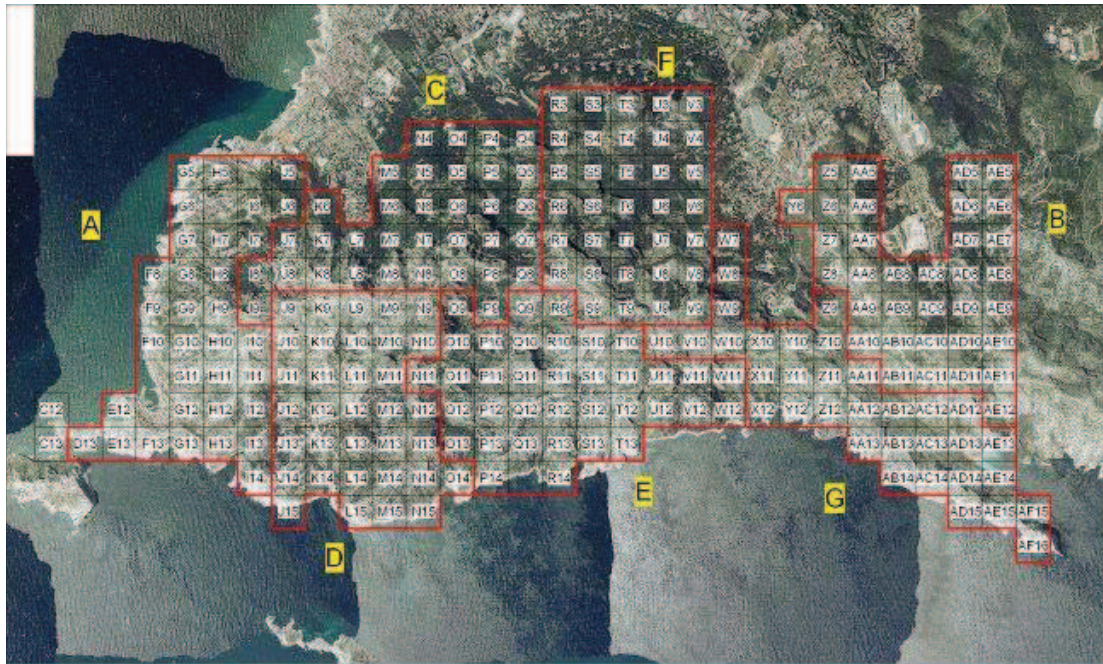 F
C
R3 S3 T3 U3 V3
N4 O4 P4 Q4 R4 S4 T4 U4 V4
G5 H5 J5 M5 N5 O5 P5 Q5 R5 S5 T5 U5 V5 Z5 AA5 AD5 AE5
G6 I6 J6 K6 M6 N6 O6 P6 Q6 R6 S6 T6 U6 V6 Y6 Z6 AA6 AD6 AE6
A
B
G7 H7 I7 J7 K7 L7 M7 N7 O7 P7 Q7 R7 S7 T7 U7 V7 W7 Z7 AA7 AD7 AE7
F8 G8 H8 I8 J8 K8 L8 M8 N8 O8 P8 Q8 R8 S8 T8 U8 V8 W8 Z8 AA8 AB8 AC8 AD8 AE8
F9 G9 H9 I9 J9 K9 L9 M9 N9 O9 P9 Q9 R9 S9 T9 U9 V9 W9 Z9 AA9 AB9 AC9 AD9 AE9
F10 G10 H10 I10 J10 K10 L10 M10 N10 O10 P10 Q10 R10 S10 T10 U10 V10 W10 X10 Y10 Z10 AA10 AB10 AC10 AD10 AE10
G11 H11 I11 J11 K11 L11 M11 N11 O11 P11 Q11 R11 S11 T11 U11 V11 W11 X11 Y11 Z11 AA11 AB11 AC11 AD11 AE11
C12 E12 G12 H12 I12 J12 K12 L12 M12 N12 O12 P12 Q12 R12 S12 T12 U12 V12 W12 X12 Y12 Z12 AA12 AB12 AC12 AD12 AE12
C13 D13 E13 F13 G13 H13 I13 J13 K13 L13 M13 N13 O13 P13 Q13 R13 S13 T13 AA13 AB13 AC13 AD13 AE13
I14 J14 K14 L14 M14 N14 O14 P14 R14 AB14 AC14 AD14 AE14
E
G
J15 L15 M15 N15 AD15 AE15 AF15
D
AF16